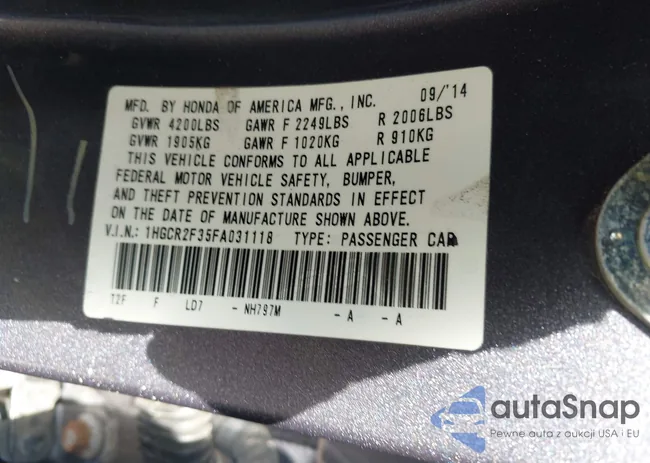 MFD. BY HONDA OF AMERICA MFG., INC. 09/'14
GVWR 4200LBS GAWR F 2249LBS R 2006LBS
GVWR 1905KG GAWR F 1020KG R 910KG
THIS VEHICLE CONFORMS TO ALL APPLICABLE
FEDERAL MOTOR VEHICLE SAFETY, BUMPER,
AND THEFT PREVENTION STANDARDS IN EFFECT
ON THE DATE OF MANUFACTURE SHOWN ABOVE.
V.I.N.: 1HGCR2F35FA031118 TYPE: PASSENGER CAR
T2F F LD7 - NH797M - A - A
autaSnap
Pewne auta z aukcji USA i EU